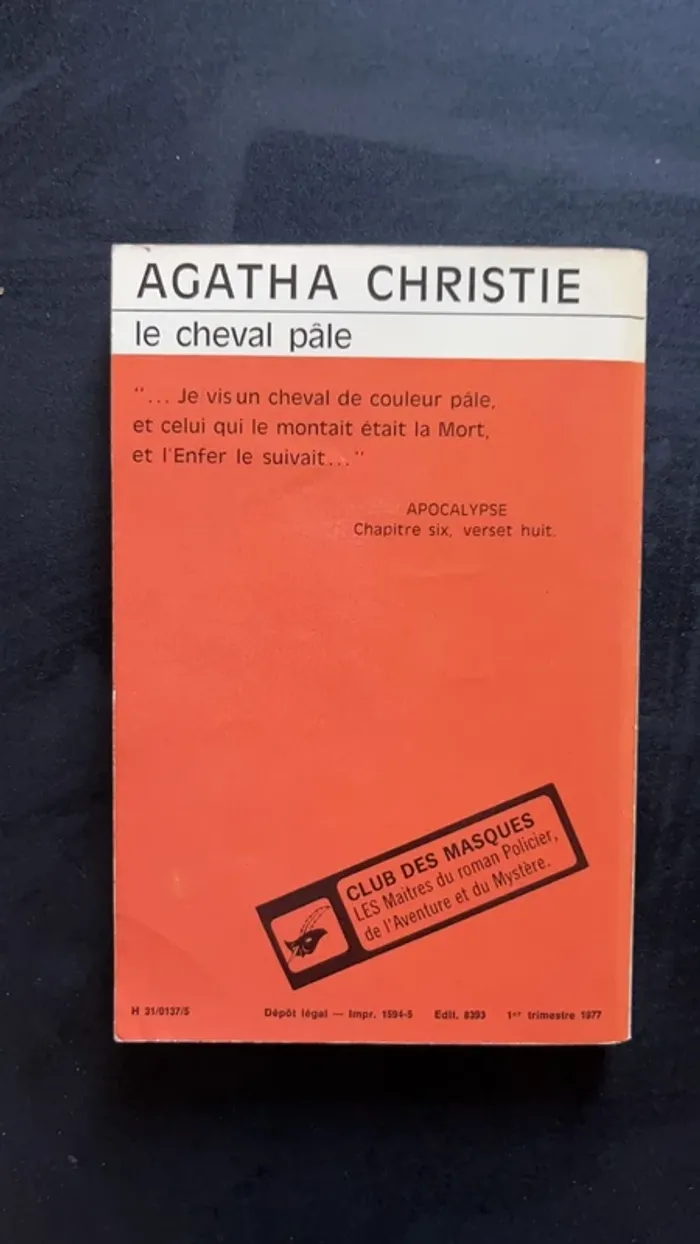 AGATHA CHRISTIE
le cheval pâle
"... Je vis un cheval de couleur pâle,
et celui qui le montait était la Mort,
et l'Enfer le suivait..."
APOCALYPSE
Chapitre six, verset huit.
CLUB DES MASQUES
LES Maîtres du roman Policier,
de l'Aventure et du Mystère.
H 31/0137/5 Dépôt légal — Impr. 1594-5 Edit. 8393 1er trimestre 1977